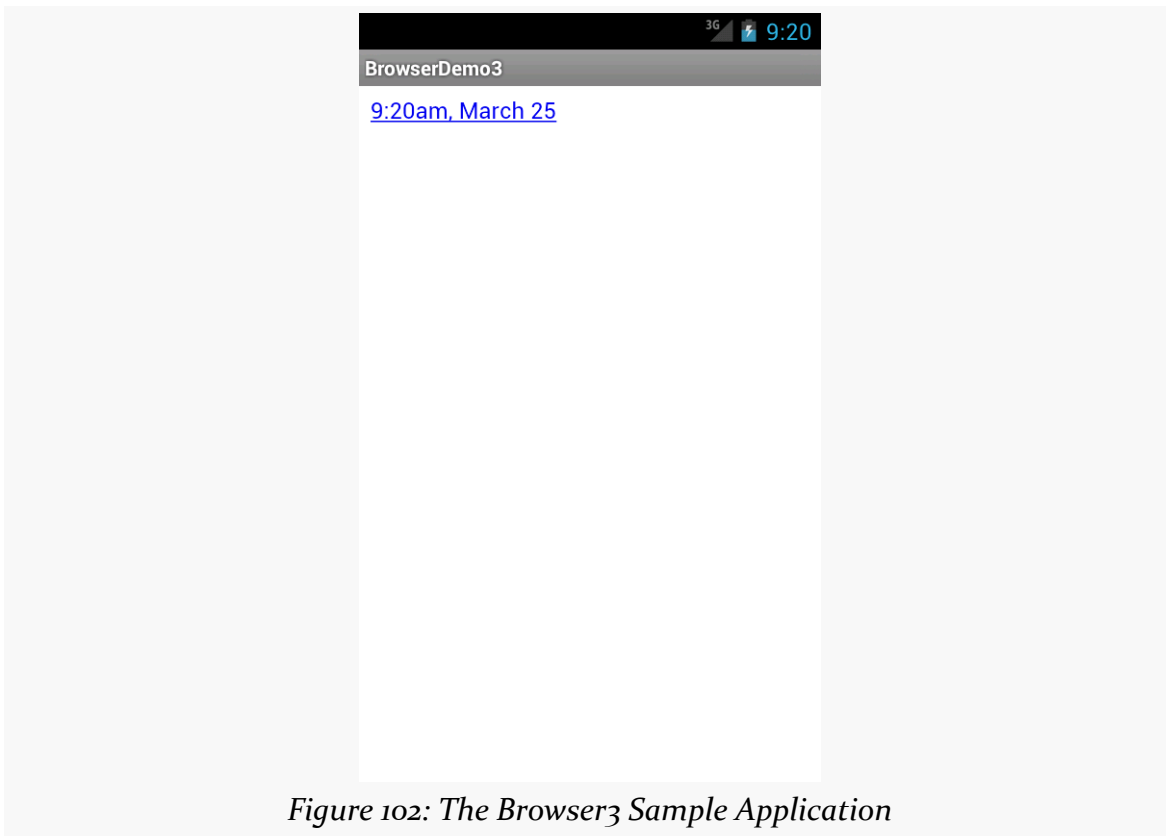 3G 9:20
BrowserDemo3
9:20am, March 25
Figure 102: The Browser3 Sample Application